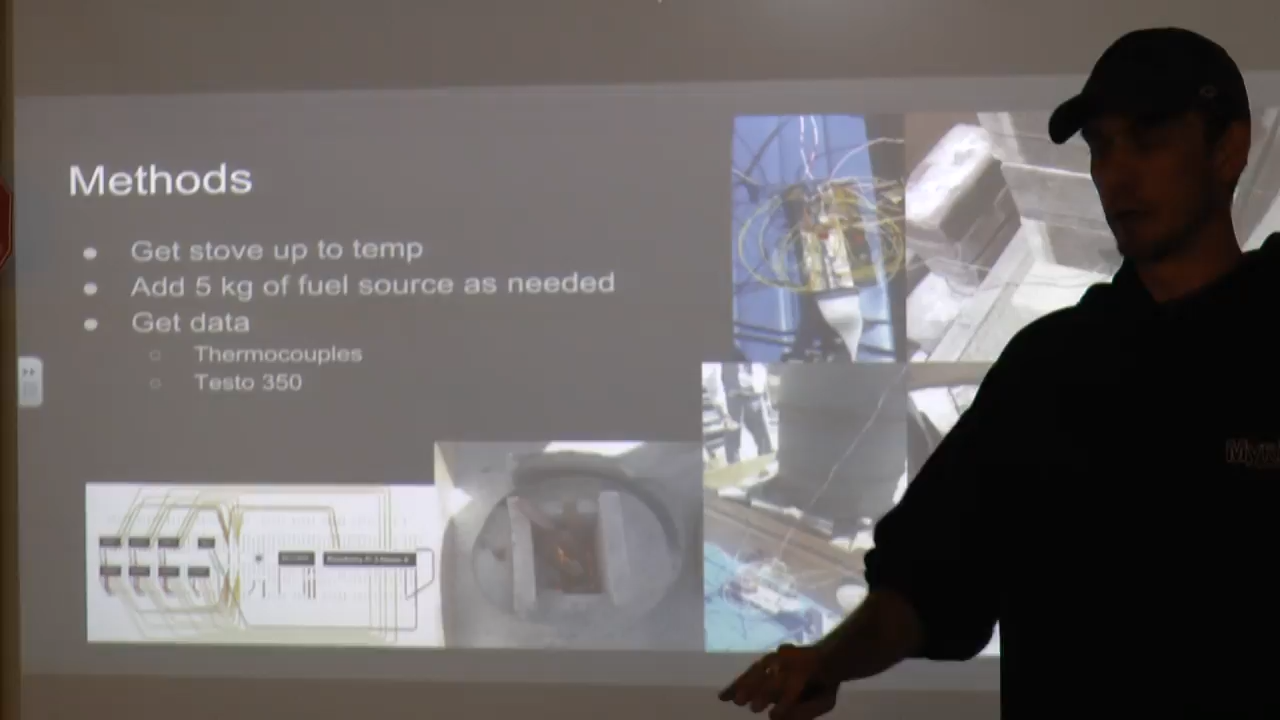 Methods
● Get stove up to temp
● Add 5 kg of fuel source as needed
● Get data
○ Thermocouples
○ Testo 350